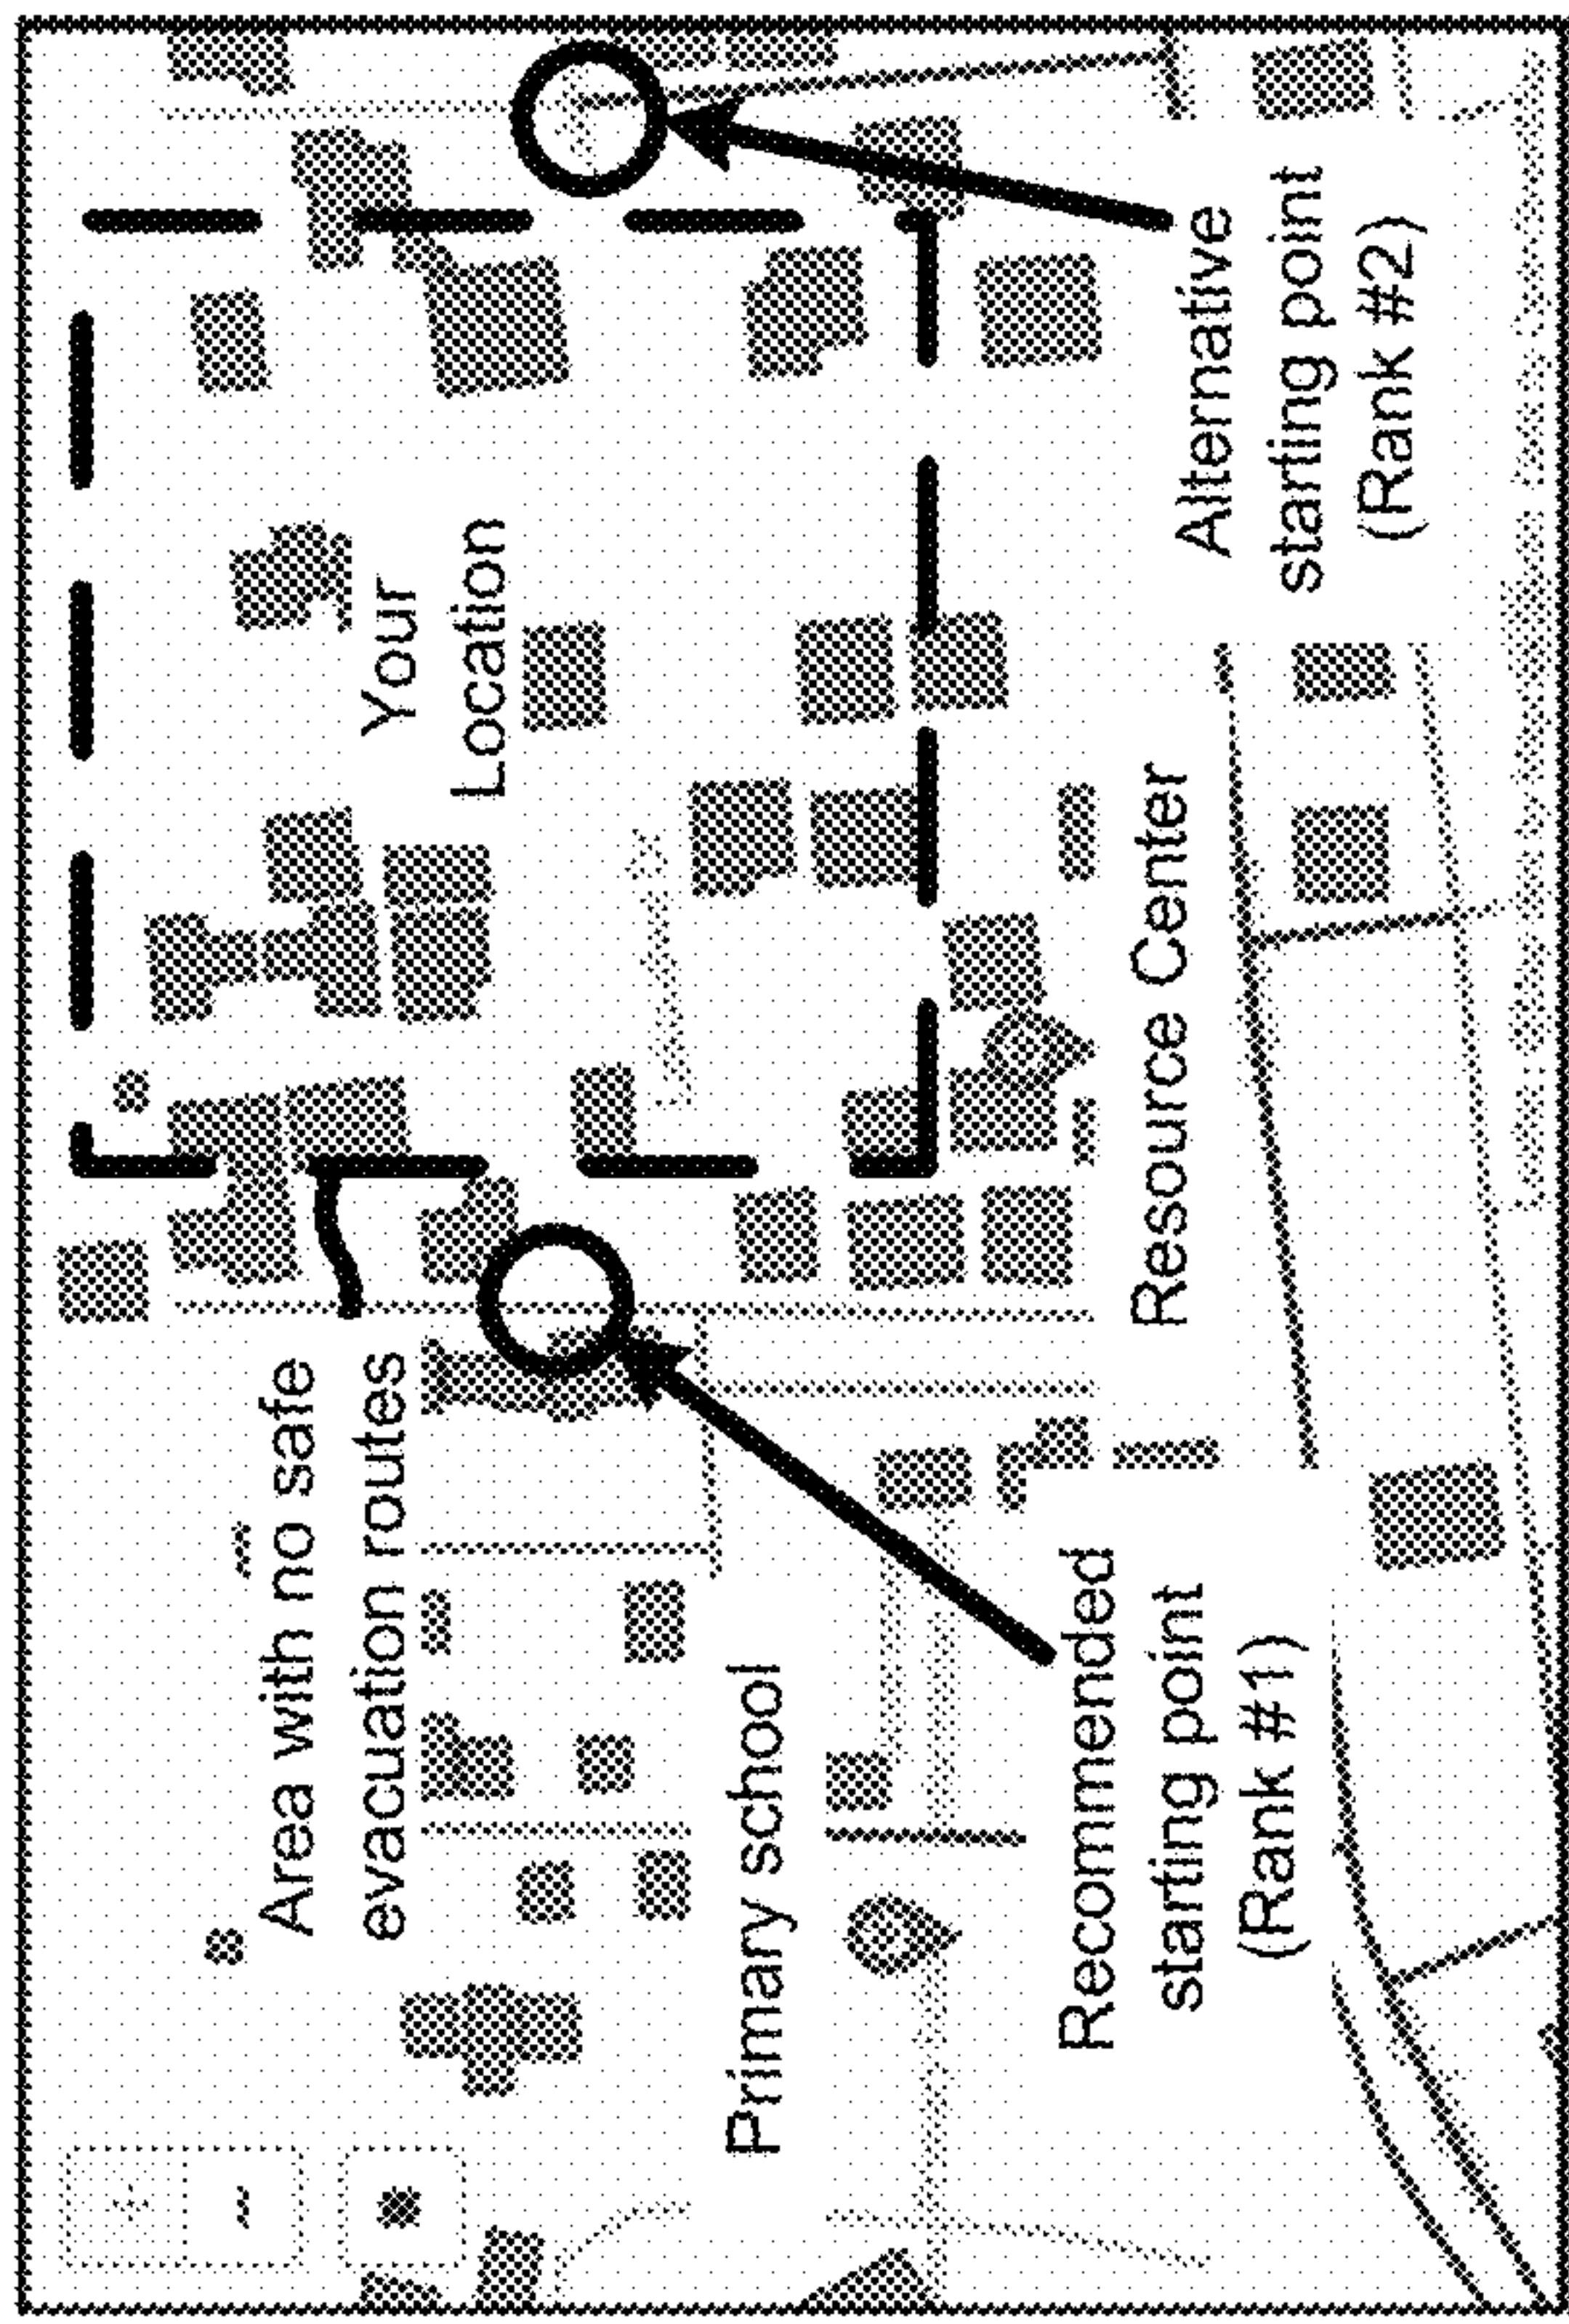 Area with no safe
evacuation routes
Your
Location
Primary school
Resource Center
Recommended
starting point
(Rank #1)
Alternative
starting point
(Rank #2)